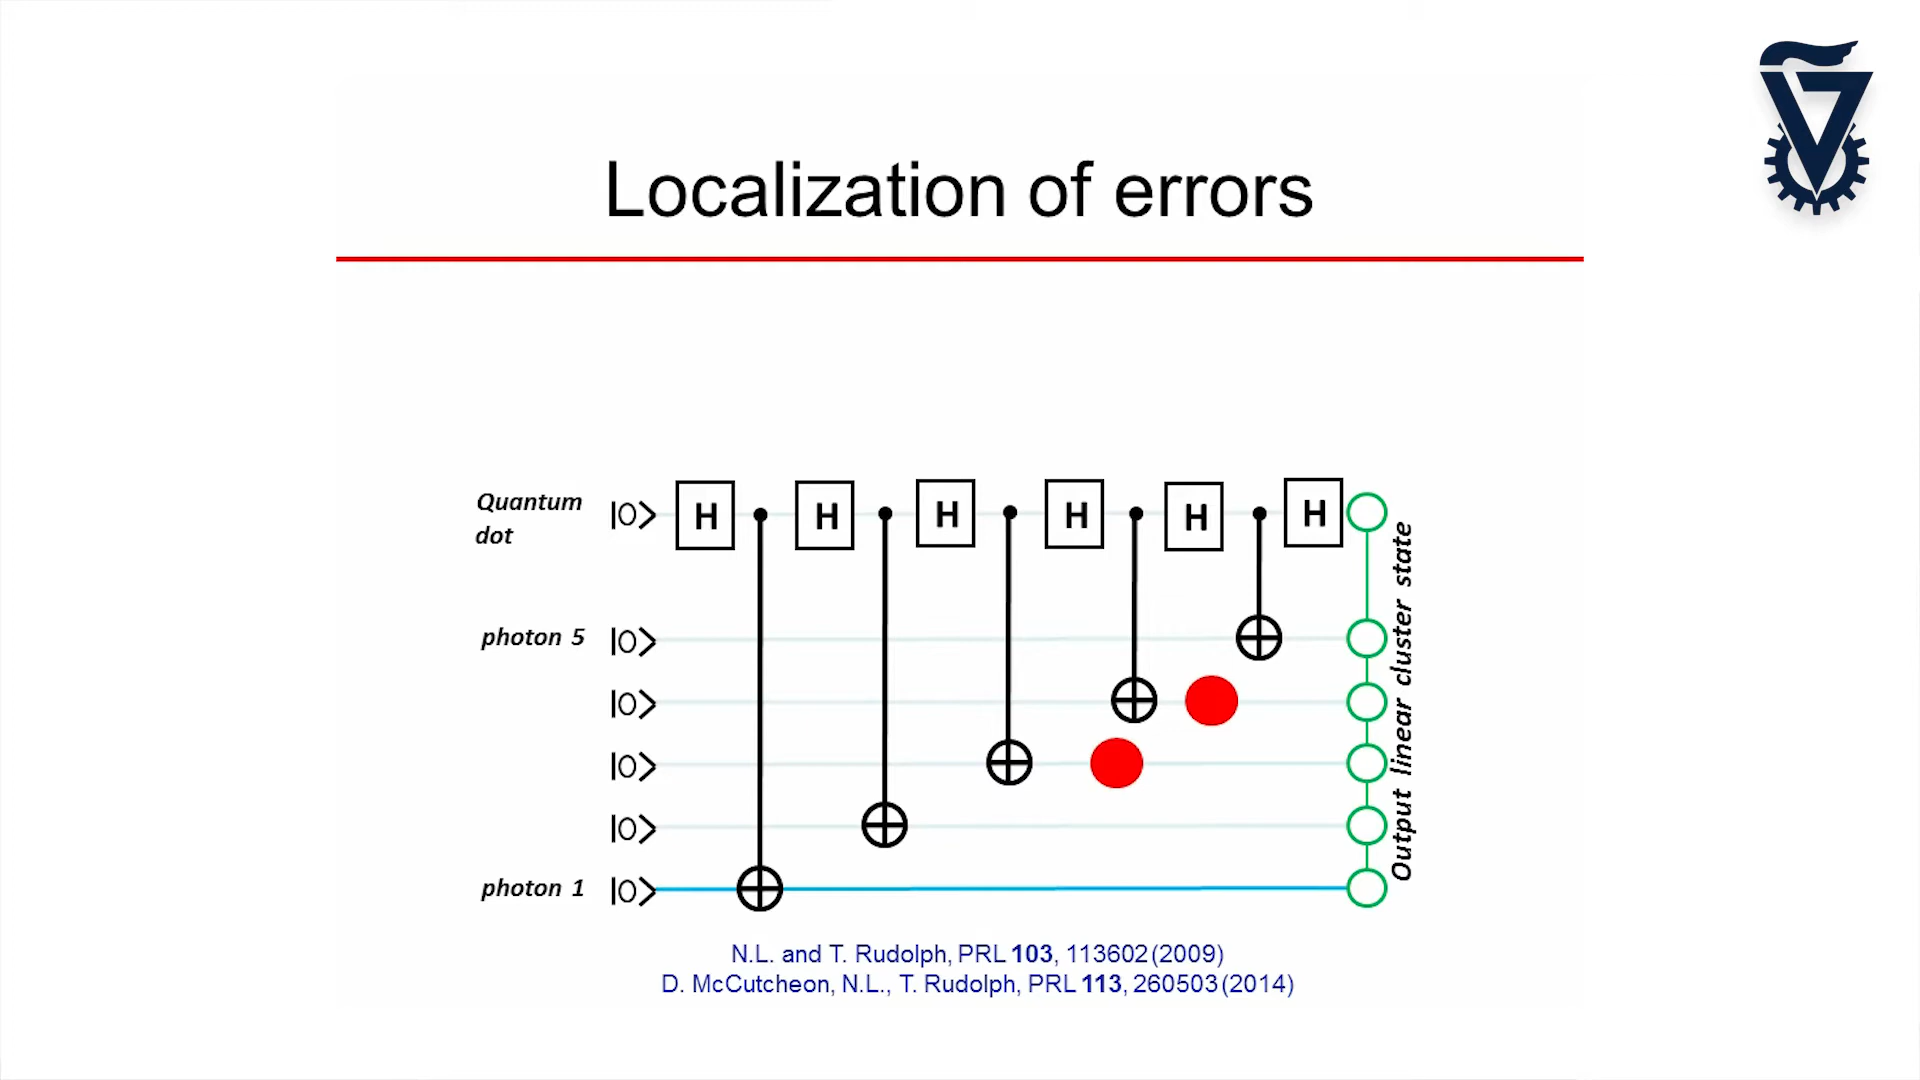 Localization of errors
Quantum
dot
|0>
H
H
H
H
H
H
photon 5
|0>
|0>
|0>
|0>
photon 1
|0>
Output linear cluster state
N.L. and T. Rudolph, PRL 103, 113602 (2009)
D. McCutcheon, N.L., T. Rudolph, PRL 113, 260503 (2014)